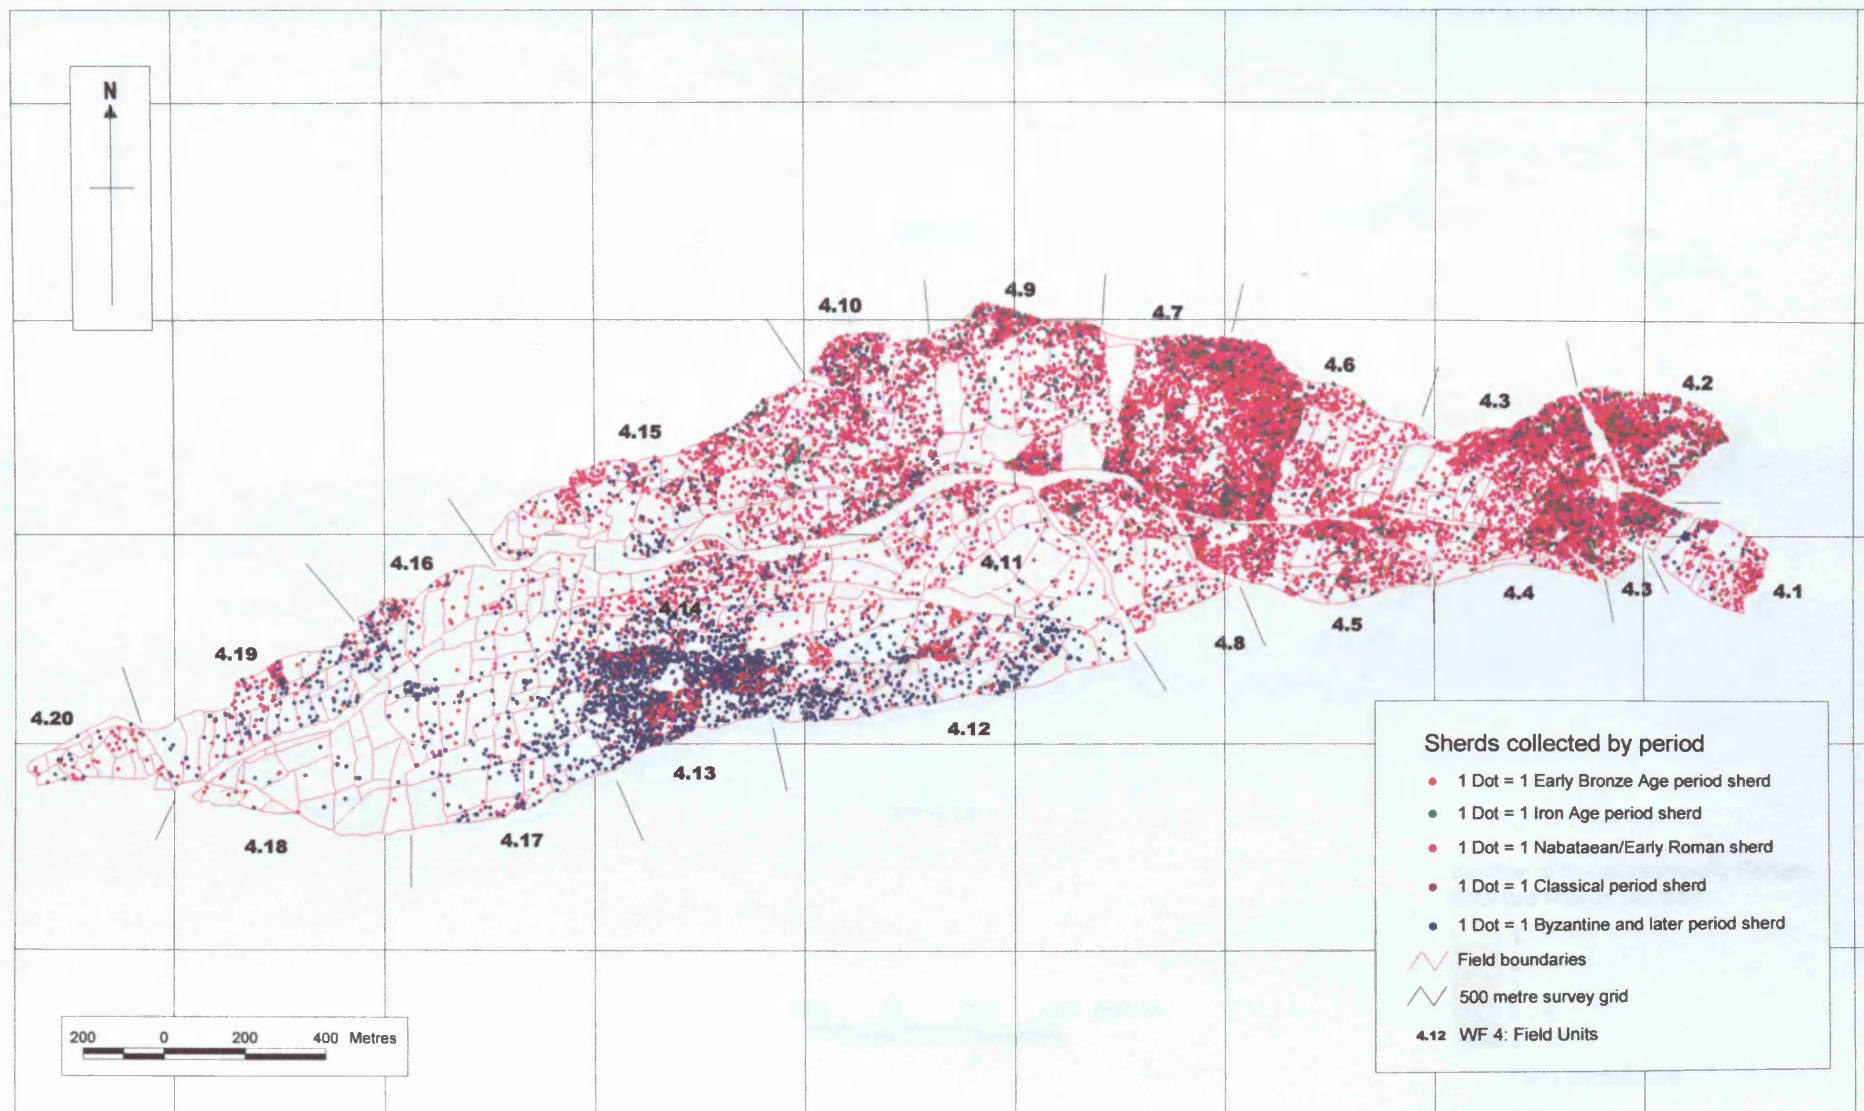 N
4.9
4.10
4.7
4.6
4.2
4.3
4.15
4.16
4.11
4.14
4.4
4.3
4.1
4.5
4.8
4.19
4.20
4.12
4.13
4.17
4.18
Sherds collected by period
1 Dot = 1 Early Bronze Age period sherd
1 Dot = 1 Iron Age period sherd
1 Dot = 1 Nabataean/Early Roman sherd
1 Dot = 1 Classical period sherd
1 Dot = 1 Byzantine and later period sherd
Field boundaries
500 metre survey grid
4.12 WF 4: Field Units
200 0 200 400 Metres